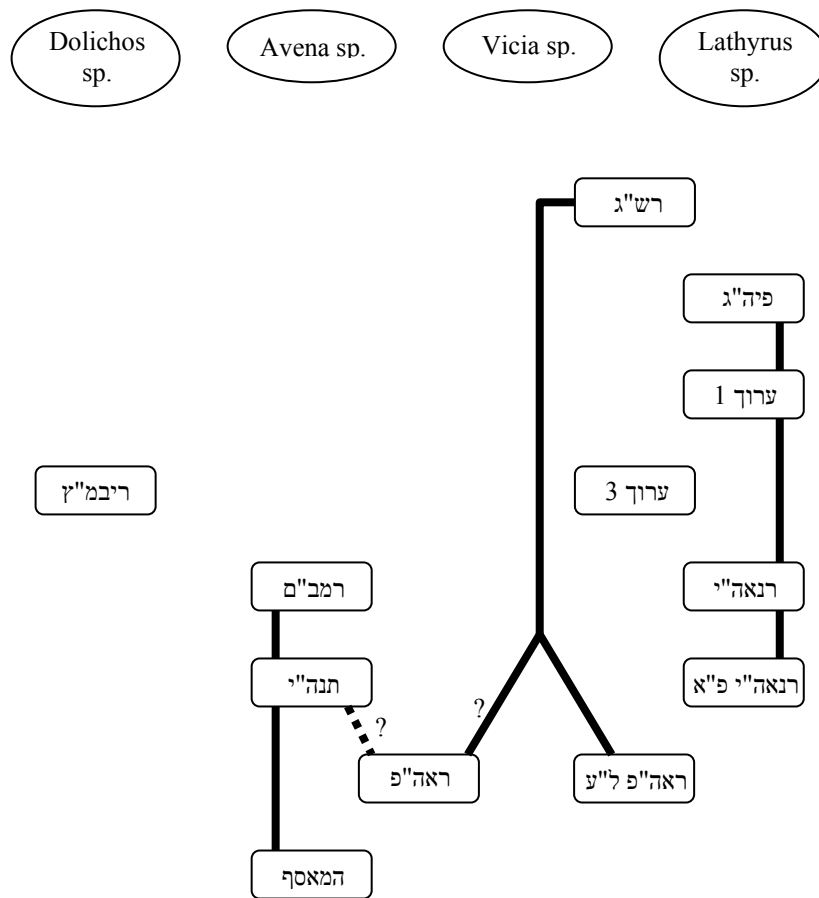 Dolichos
sp.
Avena sp.
Vicia sp.
Lathyrus
sp.
רש"ג
פיה"ג
ערוך 1
ריבמ"ץ
ערוך 3
רמב"ם
רנאה"י
תנה"י
רנאה"י פ"א
?
?
ראה"פ
ראה"פ ל"ע
המאסף